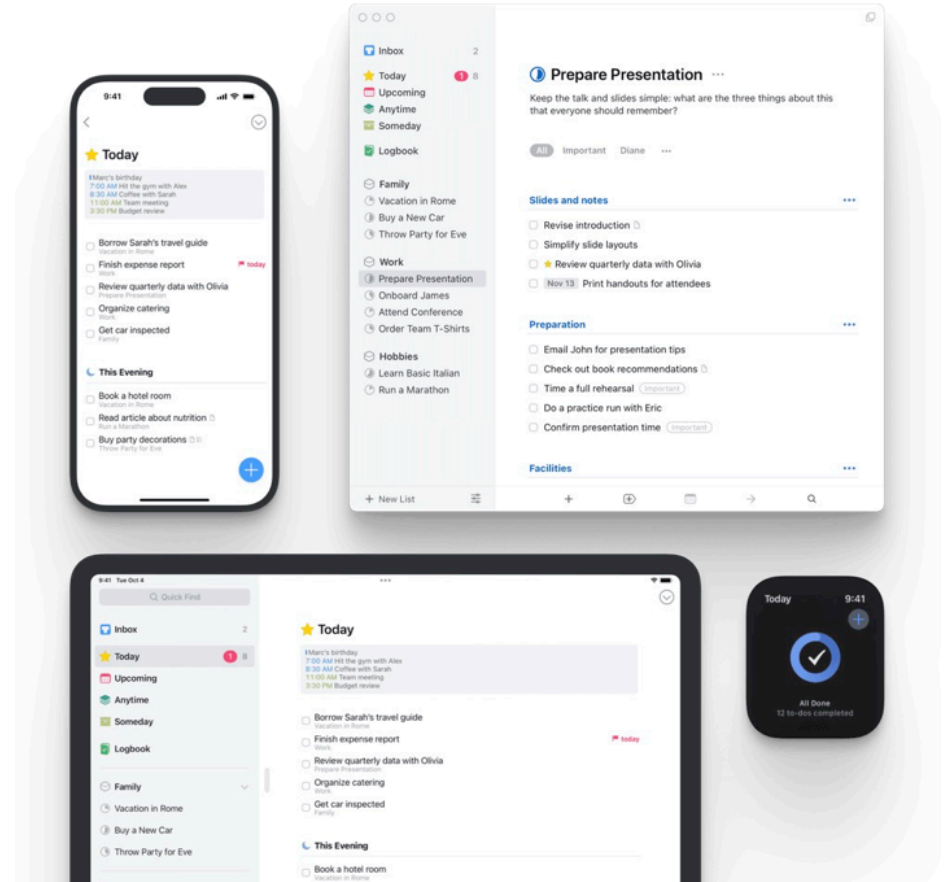 9:41
Today
Marc's birthday
7:00 AM Hit the gym with Alex
8:30 AM Coffee with Sarah
11:00 AM Team meeting
3:30 PM Budget review
Borrow Sarah's travel guide
Vacation in Rome
Finish expense report
today
Work
Review quarterly data with Olivia
Prepare Presentation
Organize catering
Work
Get car inspected
Family
This Evening
Book a hotel room
Vacation in Rome
Read article about nutrition
Run a Marathon
Buy party decorations
Throw Party for Eve
Inbox 2
Today 1 8
Upcoming
Anytime
Someday
Logbook
Family
Vacation in Rome
Buy a New Car
Throw Party for Eve
Work
Prepare Presentation
Onboard James
Attend Conference
Order Team T-Shirts
Hobbies
Learn Basic Italian
Run a Marathon
+ New List
Prepare Presentation ···
Keep the talk and slides simple: what are the three things about this
that everyone should remember?
All Important Diane ···
Slides and notes
Revise introduction
Simplify slide layouts
Review quarterly data with Olivia
Nov 13 Print handouts for attendees
Preparation
Email John for presentation tips
Check out book recommendations
Time a full rehearsal Important
Do a practice run with Eric
Confirm presentation time Important
Facilities
9:41 Tue Oct 4
Quick Find
Inbox 2
Today 1 8
Upcoming
Anytime
Someday
Logbook
Family
Vacation in Rome
Buy a New Car
Throw Party for Eve
Today
Marc's birthday
7:00 AM Hit the gym with Alex
8:30 AM Coffee with Sarah
11:00 AM Team meeting
3:30 PM Budget review
Borrow Sarah's travel guide
Vacation in Rome
Finish expense report
today
Work
Review quarterly data with Olivia
Prepare Presentation
Organize catering
Work
Get car inspected
Family
This Evening
Book a hotel room
Vacation in Rome
Today 9:41
All Done
12 to-dos completed